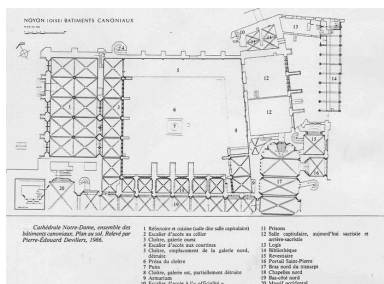 NOYON (OISE) BATIMENTS CANONIAUX
Cathédrale Notre-Dame, ensemble des
bâtiments canoniaux. Plan au sol. Relevé par
Pierre-Édouard Devillers, 1986.
1 Réfectoire et cuisine (salle dite salle capitulaire)
2 Escalier d'accès au cellier
3 Cloître, galerie ouest
4 Escalier d'accès aux courtines
5 Cloître, emplacement de la galerie nord,
détruite
6 Préau du cloître
7 Puits
8 Cloître, galerie est, partiellement détruite
9 Armarium
11 Prisons
12 Salle capitulaire, aujourd'hui sacristie et
arrière-sacristie
13 Logis
14 Bibliothèque
15 Revestiaire
16 Portail Saint-Pierre
17 Bras nord du transept
18 Chapelles nord
19 Bas-côté nord
20 Massif occidental